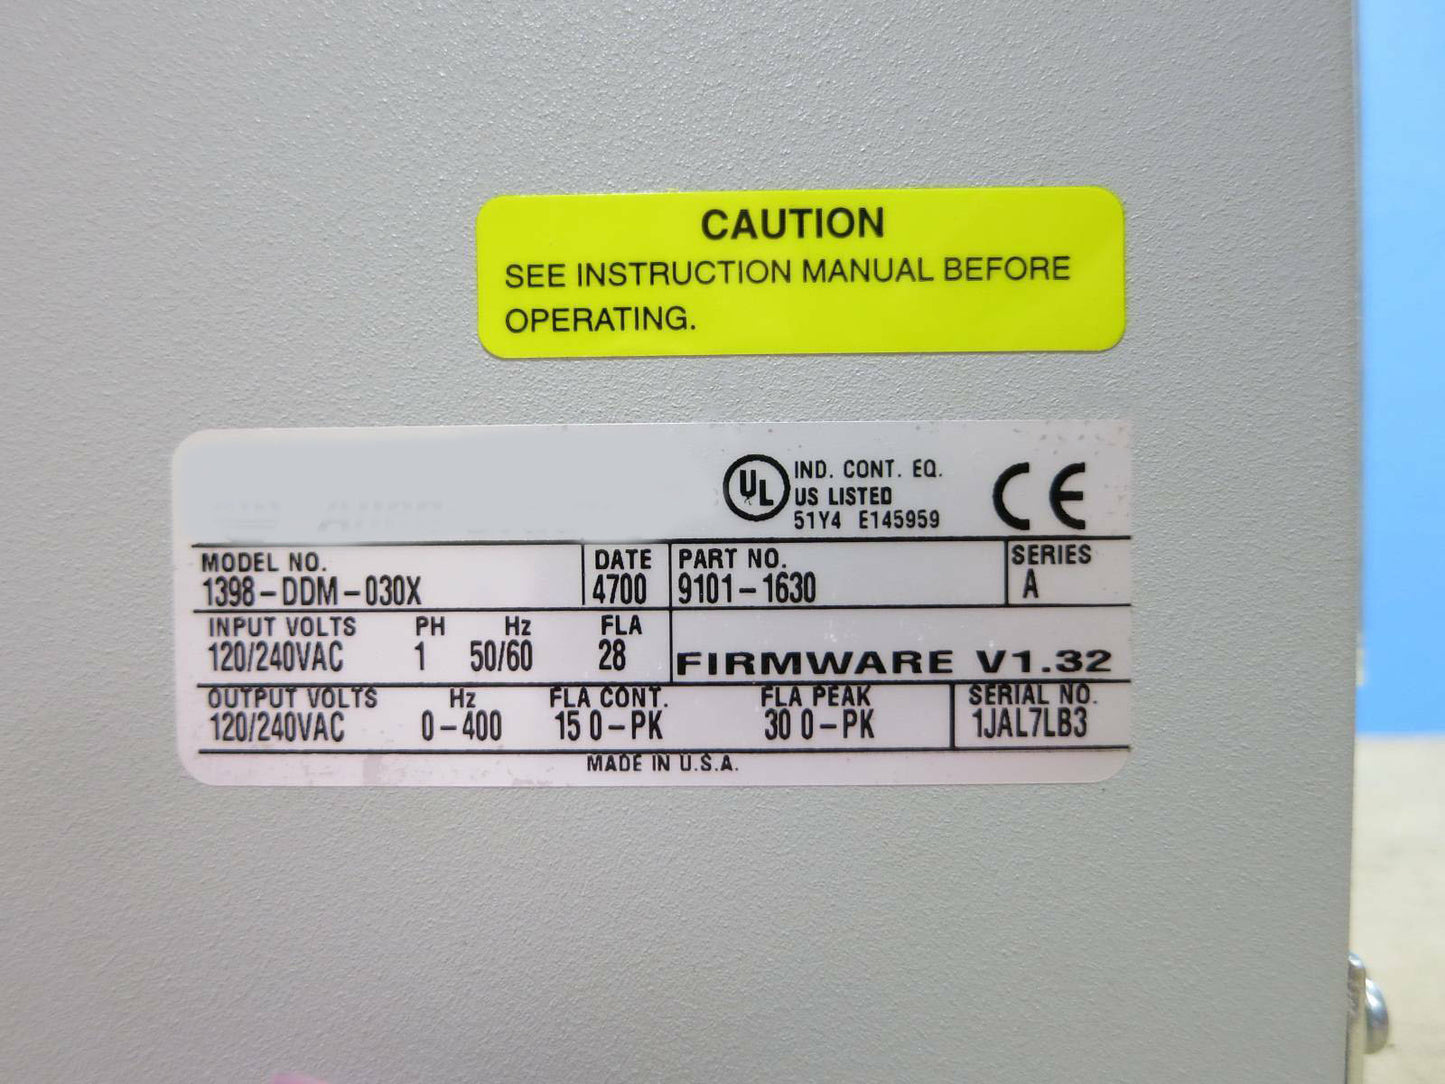 CAUTION
SEE INSTRUCTION MANUAL BEFORE
OPERATING.
UL IND. CONT. EQ.
US LISTED
51Y4 E145959
CE
MODEL NO. DATE PART NO. SERIES
1398-DDM-030X 4700 9101-1630 A
INPUT VOLTS PH Hz FLA
120/240VAC 1 50/60 28 FIRMWARE V1.32
OUTPUT VOLTS Hz FLA CONT. FLA PEAK SERIAL NO.
120/240VAC 0-400 15 0-PK 30 0-PK 1JAL7LB3
MADE IN U.S.A.